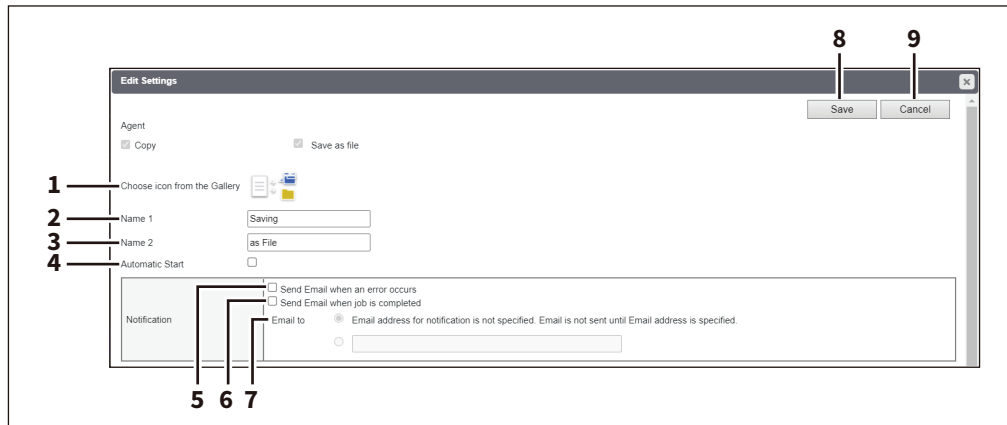 8 9
Edit Settings
Save Cancel
Agent
Copy Save as file
1 Choose icon from the Gallery
2 Name 1 Saving
3 Name 2 as File
4 Automatic Start
Send Email when an error occurs
Send Email when job is completed
Notification Email to Email address for notification is not specified. Email is not sent until Email address is specified.
5 6 7